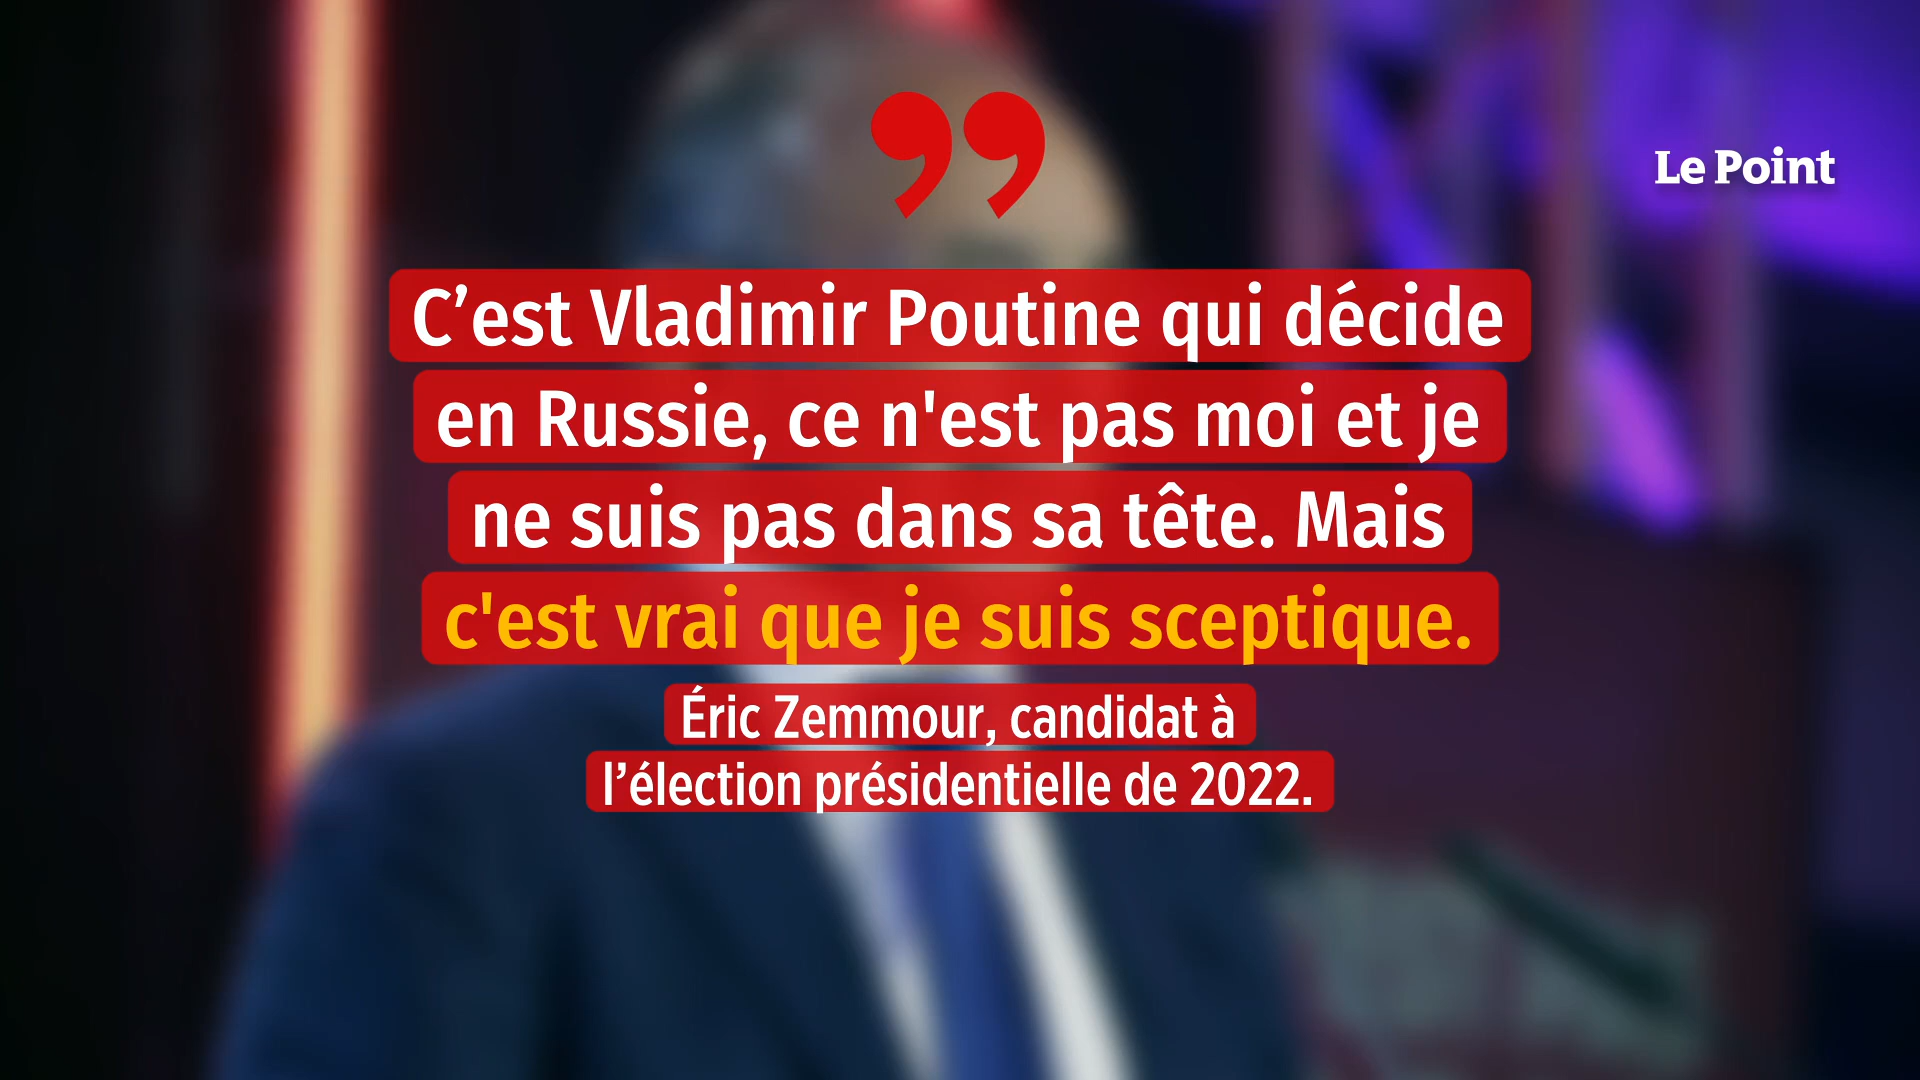 ”
Le Point
C’est Vladimir Poutine qui décide
en Russie, ce n'est pas moi et je
ne suis pas dans sa tête. Mais
c'est vrai que je suis sceptique.
Éric Zemmour, candidat à
l’élection présidentielle de 2022.